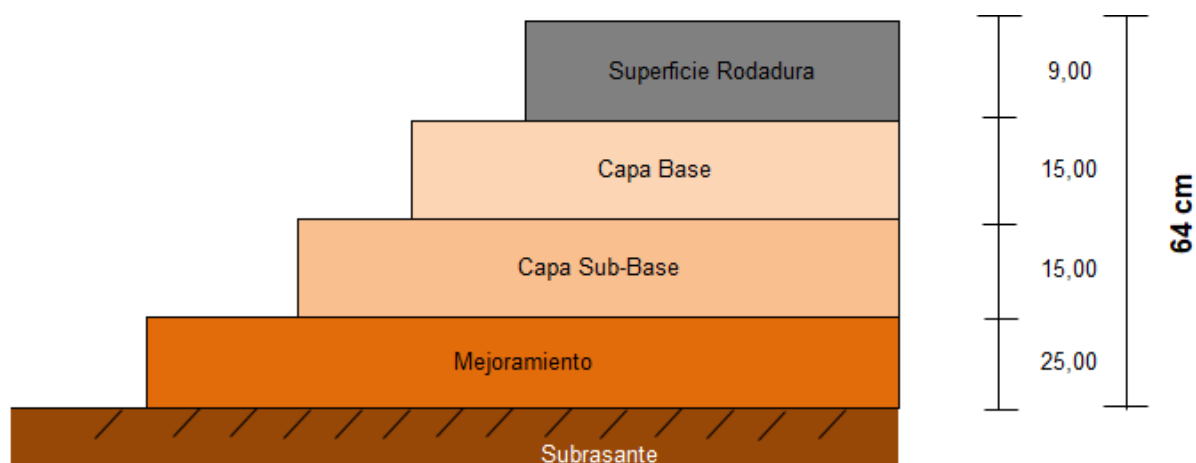 Superficie Rodadura
9,00
Capa Base
15,00
64 cm
Capa Sub-Base
15,00
Mejoramiento
25,00
Subrasante